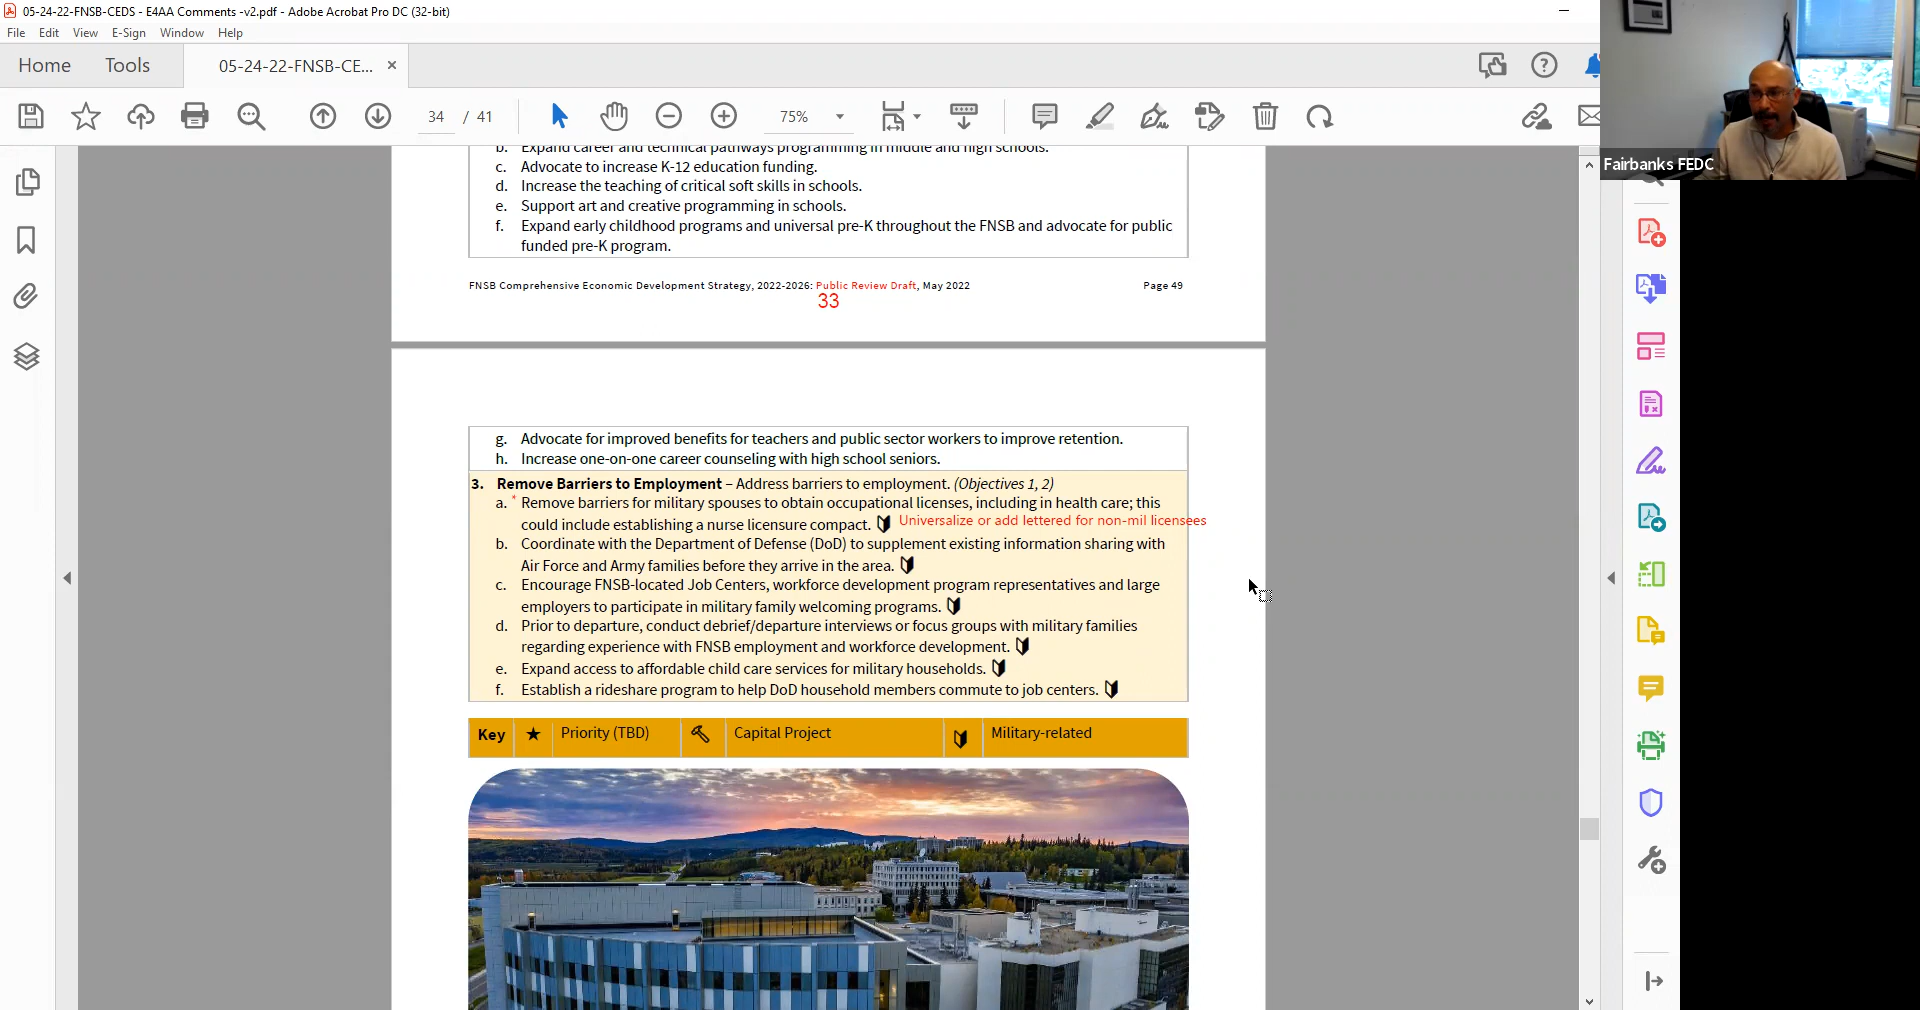 05-24-22-FNSB-CEDS - E4AA Comments -v2.pdf - Adobe Acrobat Pro DC (32-bit)
File Edit View E-Sign Window Help
Home Tools 05-24-22-FNSB-CE... ×
34 / 41 75%
Fairbanks FEDC
b. Expand career and technical pathways programming in middle and high schools.
c. Advocate to increase K-12 education funding.
d. Increase the teaching of critical soft skills in schools.
e. Support art and creative programming in schools.
f. Expand early childhood programs and universal pre-K throughout the FNSB and advocate for public
funded pre-K program.
FNSB Comprehensive Economic Development Strategy, 2022-2026: Public Review Draft, May 2022 Page 49
33
g. Advocate for improved benefits for teachers and public sector workers to improve retention.
h. Increase one-on-one career counseling with high school seniors.
3. Remove Barriers to Employment – Address barriers to employment. (Objectives 1, 2)
a. * Remove barriers for military spouses to obtain occupational licenses, including in health care; this
could include establishing a nurse licensure compact. Universalize or add lettered for non-mil licensees
b. Coordinate with the Department of Defense (DoD) to supplement existing information sharing with
Air Force and Army families before they arrive in the area.
c. Encourage FNSB-located Job Centers, workforce development program representatives and large
employers to participate in military family welcoming programs.
d. Prior to departure, conduct debrief/departure interviews or focus groups with military families
regarding experience with FNSB employment and workforce development.
e. Expand access to affordable child care services for military households.
f. Establish a rideshare program to help DoD household members commute to job centers.
Key ★ Priority (TBD) Capital Project Military-related